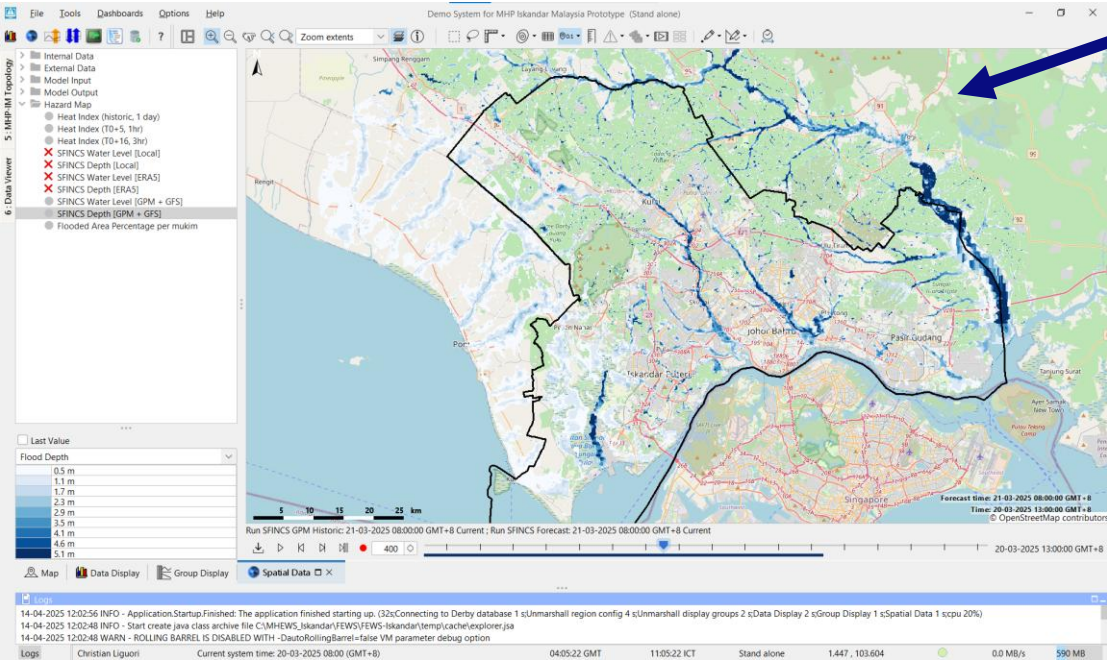 File Tools Dashboards Options Help
Demo System for MHP Iskandar Malaysia Prototype (Stand alone)
Zoom extents
5 : MHP-IM Topology
6 : Data Viewer
Internal Data
External Data
Model Input
Model Output
Hazard Map
Heat Index (historic, 1 day)
Heat Index (T0+5, 1hr)
Heat Index (T0+16, 3hr)
SFINCS Water Level [Local]
SFINCS Depth [Local]
SFINCS Water Level [ERA5]
SFINCS Depth [ERA5]
SFINCS Water Level [GPM + GFS]
SFINCS Depth [GPM + GFS]
Flooded Area Percentage per mukim
Last Value
Flood Depth
0.5 m
1.1 m
1.7 m
2.3 m
2.9 m
3.5 m
4.1 m
4.6 m
5.1 m
Simpang Renggam
Rengit
Kulai
Johor Bahru
Pasir Gudang
Iskandar Puteri
Tanjung Surat
Ayer Samak
New Town
Pulau Tekong
Camp
Singapore
5 10 15 20 25 km
Forecast time: 21-03-2025 08:00:00 GMT+8
Time: 20-03-2025 13:00:00 GMT+8
© OpenStreetMap contributors
Run SFINCS GPM Historic: 21-03-2025 08:00:00 GMT+8 Current ; Run SFINCS Forecast: 21-03-2025 08:00:00 GMT+8 Current
400
20-03-2025 13:00:00 GMT+8
Map Data Display Group Display Spatial Data
Logs
14-04-2025 12:02:56 INFO - Application.Startup.Finished: The application finished starting up. (32s;Connecting to Derby database 1 s;Unmarshall region config 4 s;Unmarshall display groups 2 s;Data Display 2 s;Group Display 1 s;Spatial Data 1 s;cpu 20%)
14-04-2025 12:02:48 INFO - Start create java class archive file C:\MHEWS_Iskandar\FEWS\FEWS-Iskandar\temp\cache\explorer.jsa
14-04-2025 12:02:48 WARN - ROLLING BARREL IS DISABLED WITH -DautoRollingBarrel=false VM parameter debug option
Logs Christian Liguori Current system time: 20-03-2025 08:00 (GMT+8) 04:05:22 GMT 11:05:22 ICT Stand alone 1.447 , 103.604 0.0 MB/s 590 MB